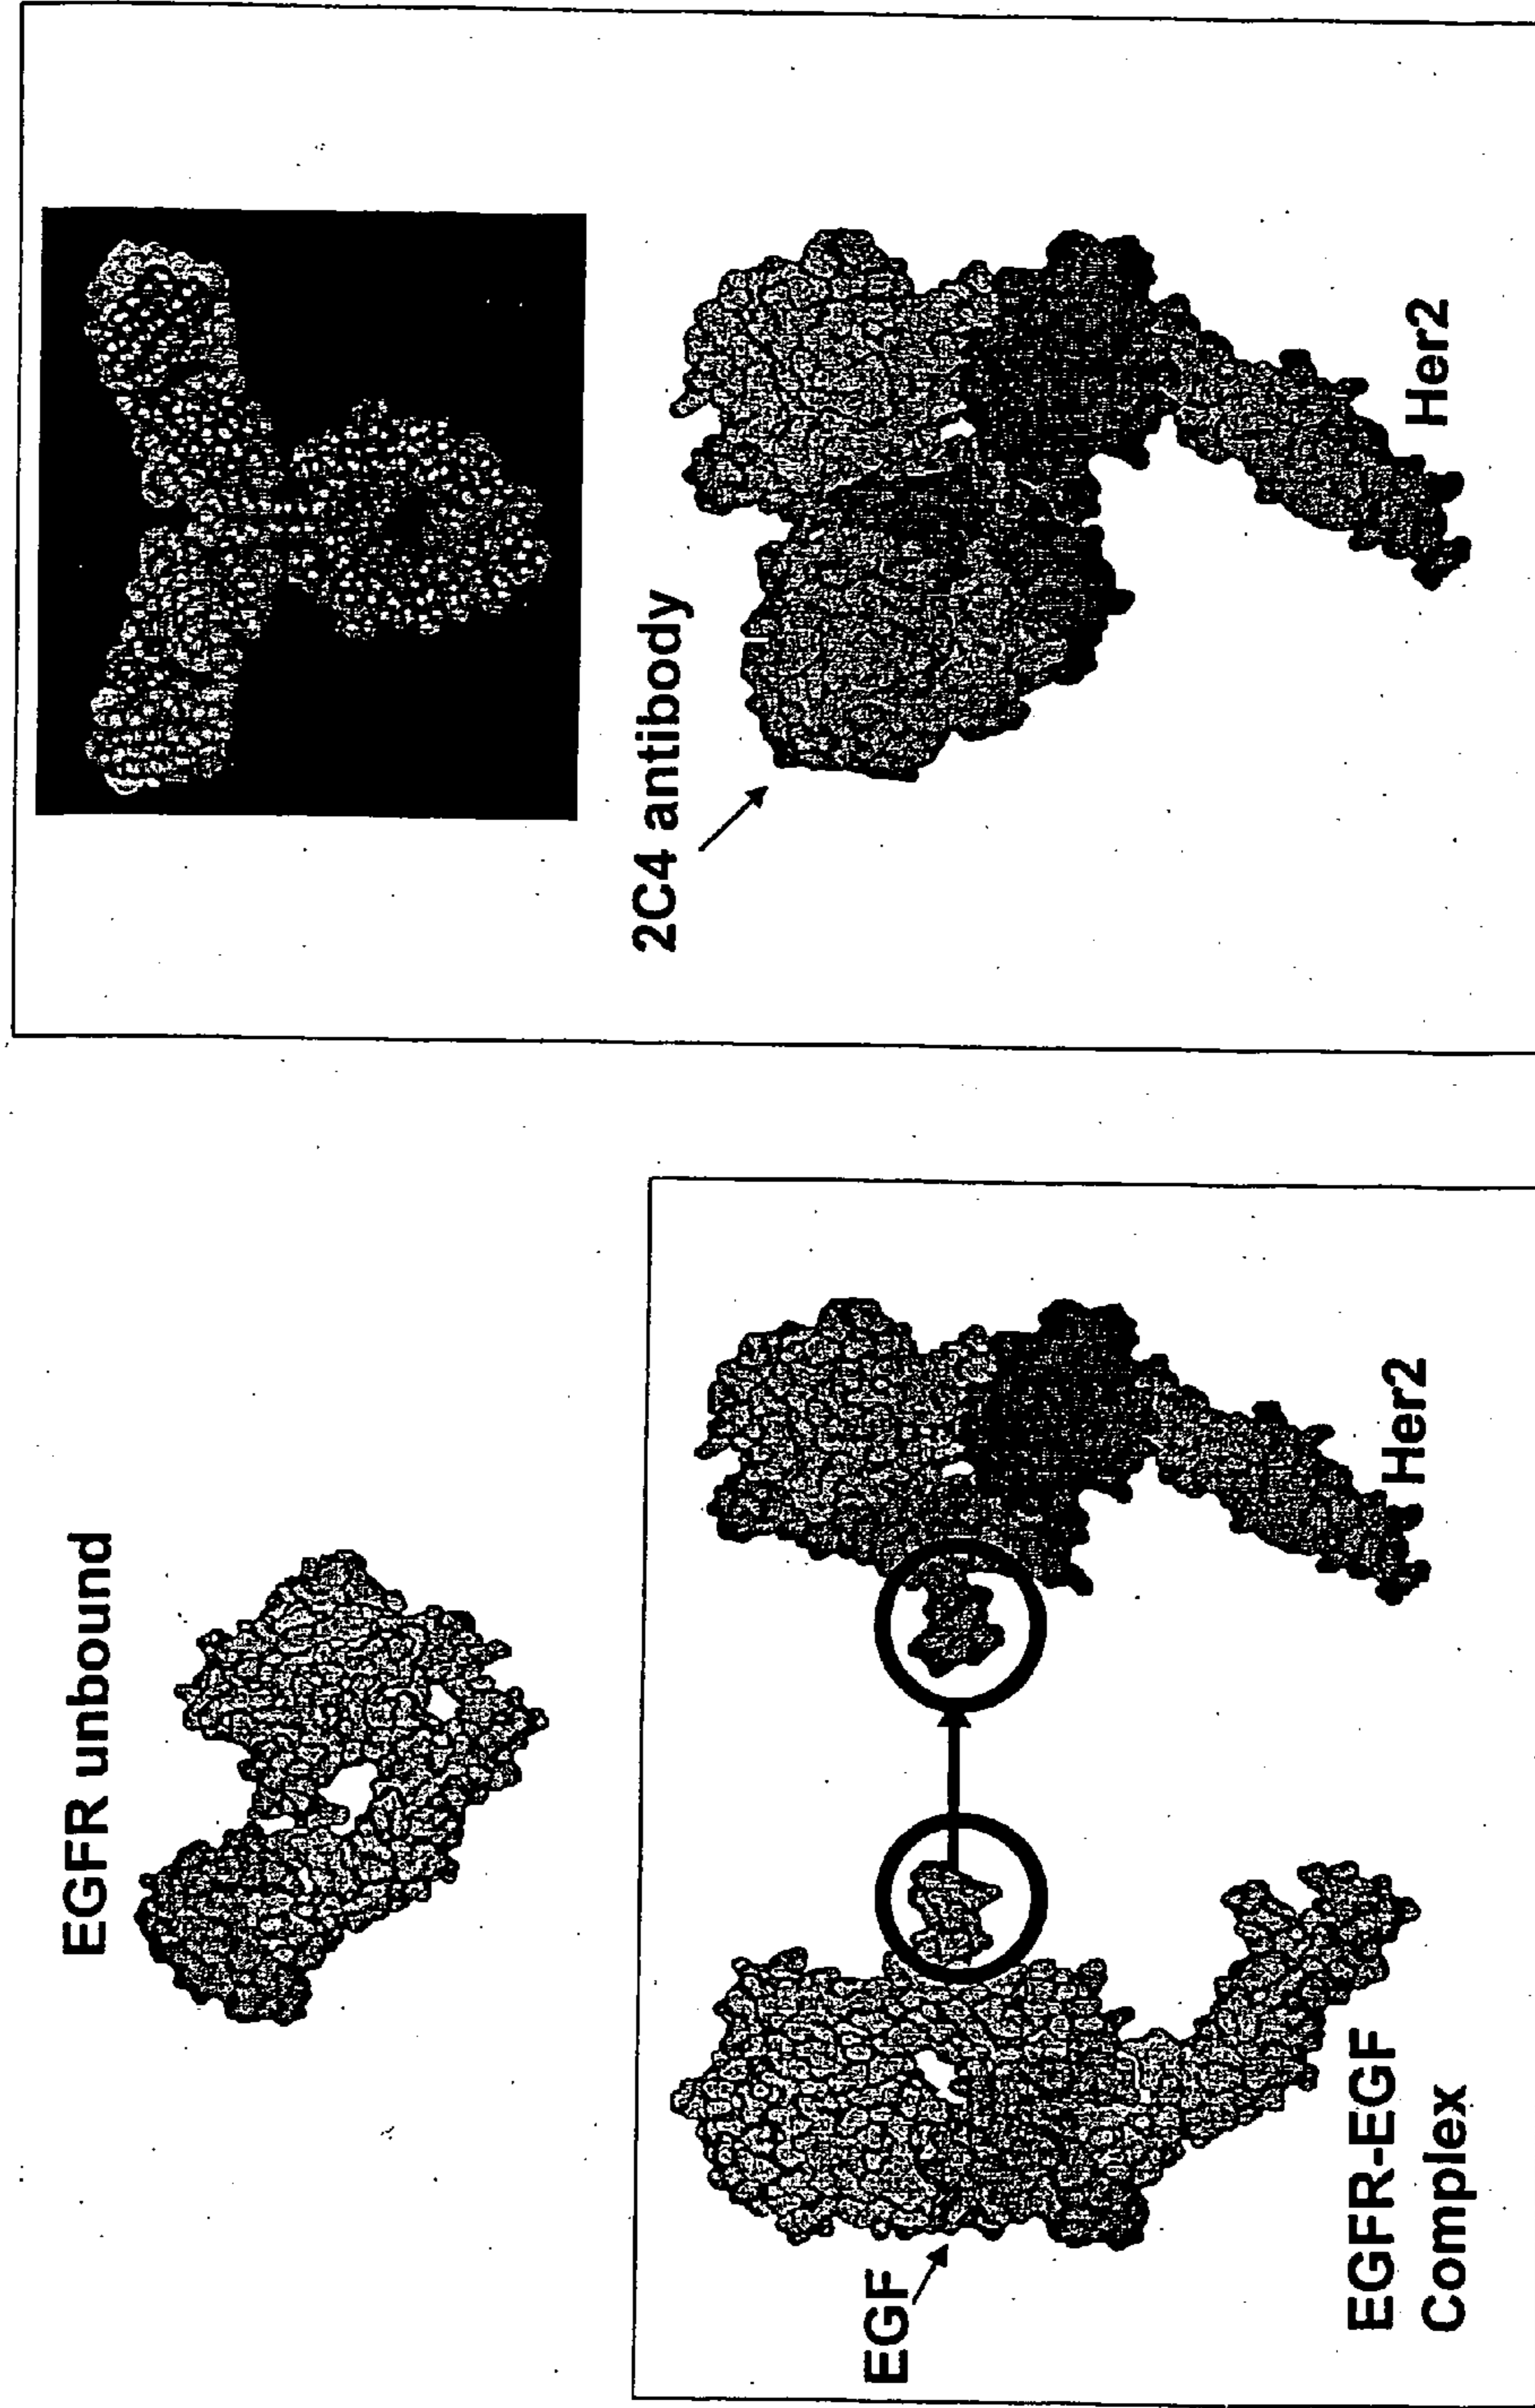 EGFR unbound
EGF
EGFR-EGF
Complex
Her2
2C4 antibody
Her2